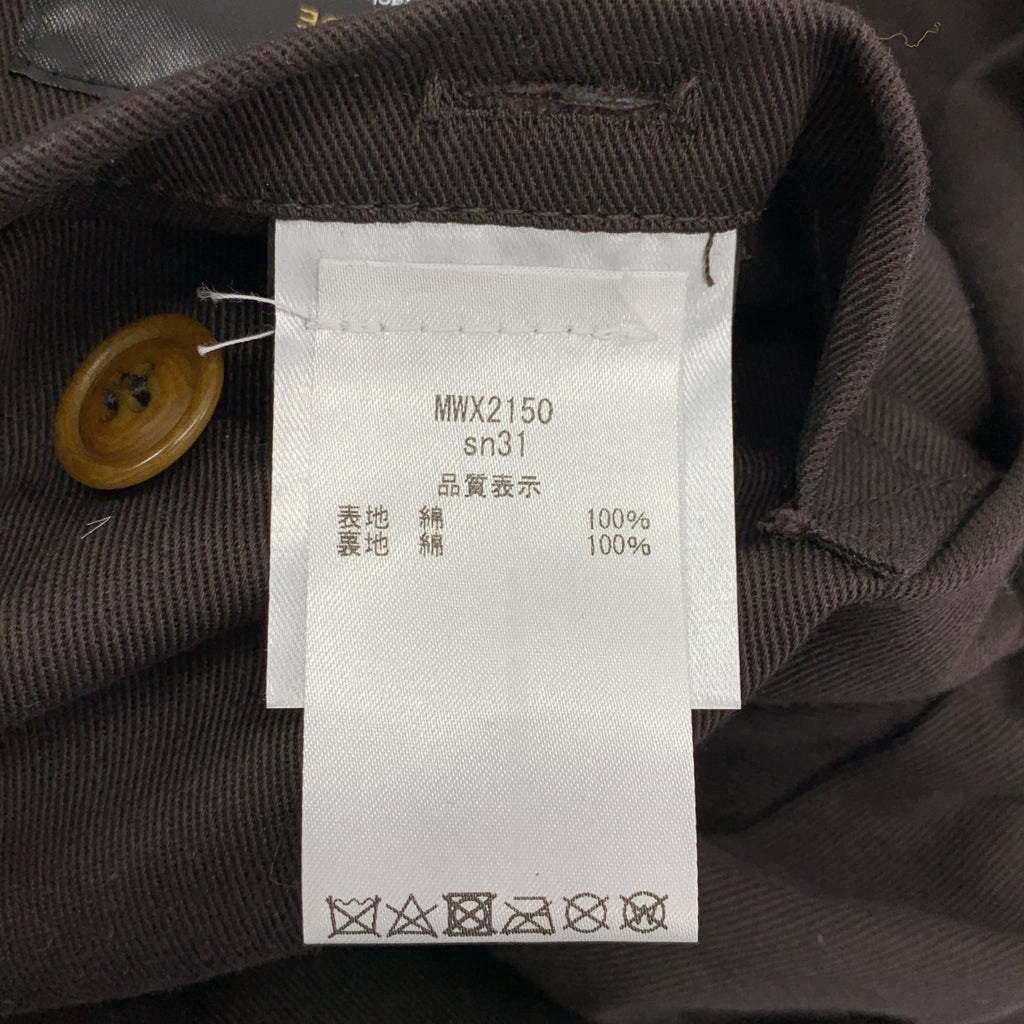 MWX2150
sn31
品質表示
表地 綿 100%
裏地 綿 100%
W